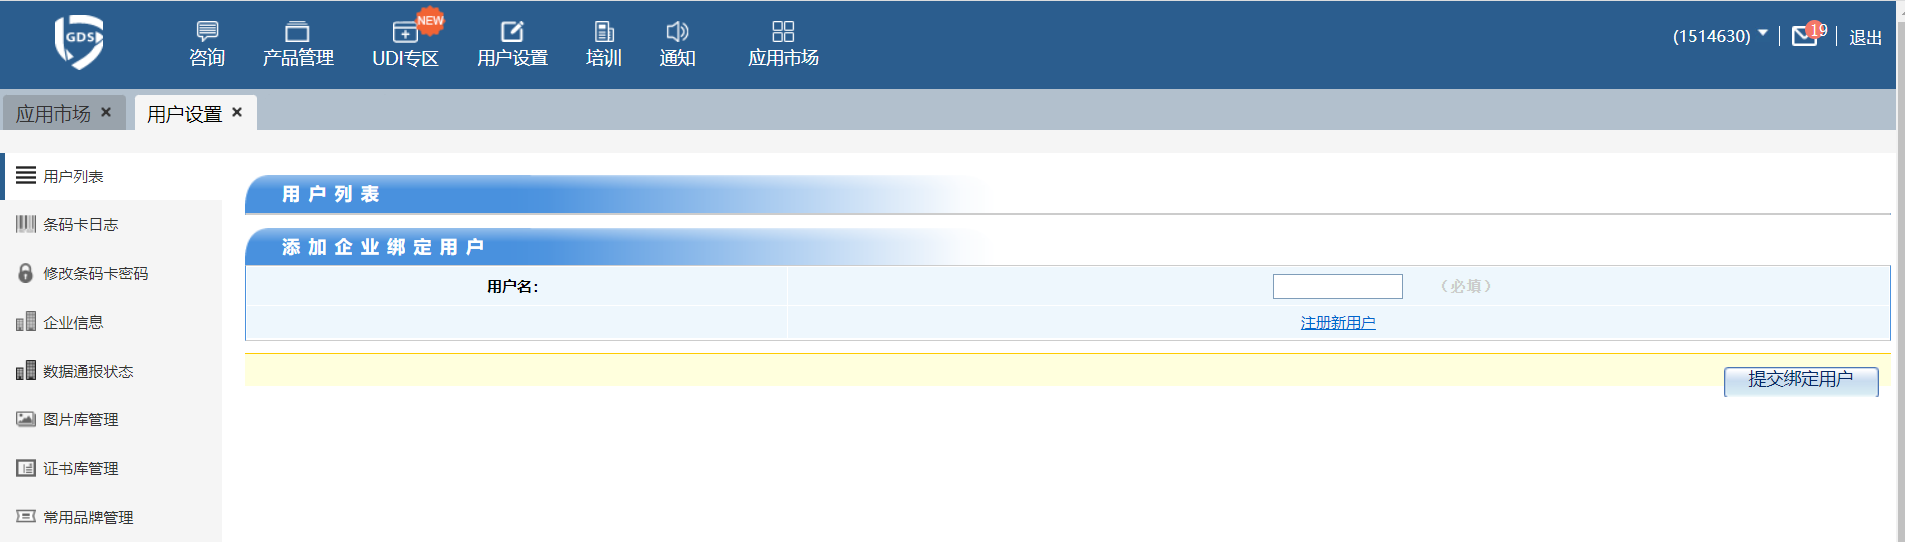 GDS
咨询
产品管理
NEW
UDI专区
用户设置
培训
通知
应用市场
(1514630)
19
退出
应用市场 ×
用户设置 ×
用户列表
条码卡日志
修改条码卡密码
企业信息
数据通报状态
图片库管理
证书库管理
常用品牌管理
用户列表
添加企业绑定用户
用户名:
（必填）
注册新用户
提交绑定用户